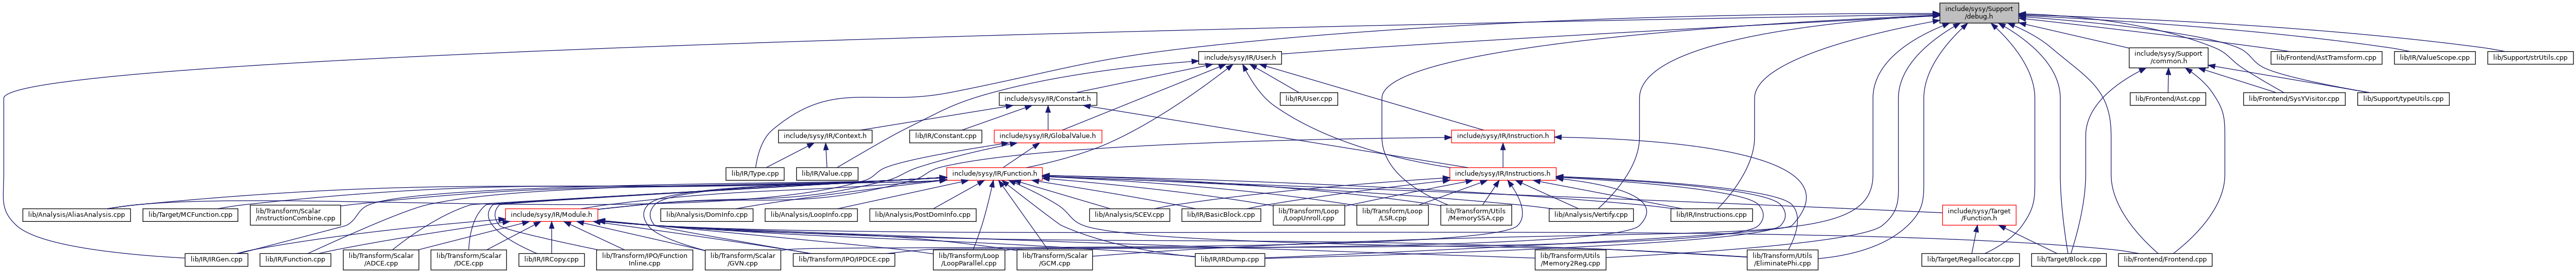 include/sysy/Support
/debug.h
include/sysy/IR/User.h
include/sysy/Support
/common.h
lib/Frontend/AstTramsform.cpp
lib/IR/ValueScope.cpp
lib/Support/strUtils.cpp
include/sysy/IR/Constant.h
lib/IR/User.cpp
lib/Frontend/Ast.cpp
lib/Frontend/SysYVisitor.cpp
lib/Support/typeUtils.cpp
include/sysy/IR/Context.h
lib/IR/Constant.cpp
include/sysy/IR/GlobalValue.h
include/sysy/IR/Instruction.h
lib/IR/Type.cpp
lib/IR/Value.cpp
include/sysy/IR/Function.h
include/sysy/IR/Instructions.h
lib/Analysis/AliasAnalysis.cpp
lib/Target/MCFunction.cpp
lib/Transform/Scalar
/InstructionCombine.cpp
include/sysy/IR/Module.h
lib/Analysis/DomInfo.cpp
lib/Analysis/LoopInfo.cpp
lib/Analysis/PostDomInfo.cpp
lib/Analysis/SCEV.cpp
lib/IR/BasicBlock.cpp
lib/Transform/Loop
/LoopUnroll.cpp
lib/Transform/Loop
/LSR.cpp
lib/Transform/Utils
/MemorySSA.cpp
lib/Analysis/Vertify.cpp
lib/IR/Instructions.cpp
include/sysy/Target
/Function.h
lib/IR/IRGen.cpp
lib/IR/Function.cpp
lib/Transform/Scalar
/ADCE.cpp
lib/Transform/Scalar
/DCE.cpp
lib/IR/IRCopy.cpp
lib/Transform/IPO/Function
Inline.cpp
lib/Transform/Scalar
/GVN.cpp
lib/Transform/IPO/PDCE.cpp
lib/Transform/Loop
/LoopParallel.cpp
lib/Transform/Scalar
/GCM.cpp
lib/IR/IRDump.cpp
lib/Transform/Utils
/Memory2Reg.cpp
lib/Transform/Utils
/EliminatePhi.cpp
lib/Target/Regallocator.cpp
lib/Target/Block.cpp
lib/Frontend/Frontend.cpp